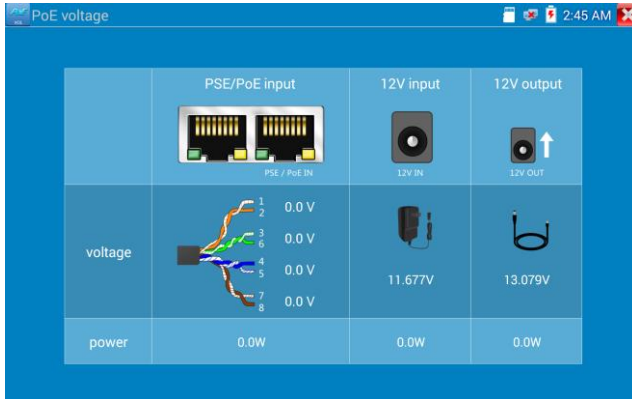 PoE voltage
2:45 AM
PSE/PoE input 12V input 12V output
PSE / PoE IN 12V IN 12V OUT
1
2 0.0 V
3
6 0.0 V
voltage
4
5 0.0 V
11.677V 13.079V
7
8 0.0 V
power 0.0W 0.0W 0.0W